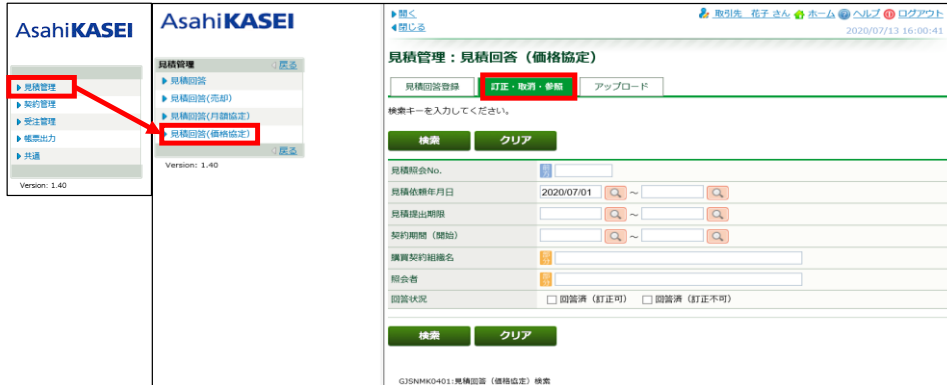 AsahiKASEI
見積管理
契約管理
受注管理
帳票出力
共通
Version: 1.40
AsahiKASEI
見積管理
戻る
見積回答
見積回答(売却)
見積回答(月額協定)
見積回答(価格協定)
戻る
Version: 1.40
開く
閉じる
取引先 花子 さん ホーム ヘルプ ログアウト
2020/07/13 16:00:41
見積管理：見積回答（価格協定）
見積回答登録 訂正・取消・参照 アップロード
検索キーを入力してください。
検索 クリア
見積照会No.
見積依頼年月日 2020/07/01 ～
見積提出期限 ～
契約期間（開始） ～
購買契約組織名
照会者
回答状況 回答済（訂正可） 回答済（訂正不可）
検索 クリア
GJSNMK0401:見積回答（価格協定）検索